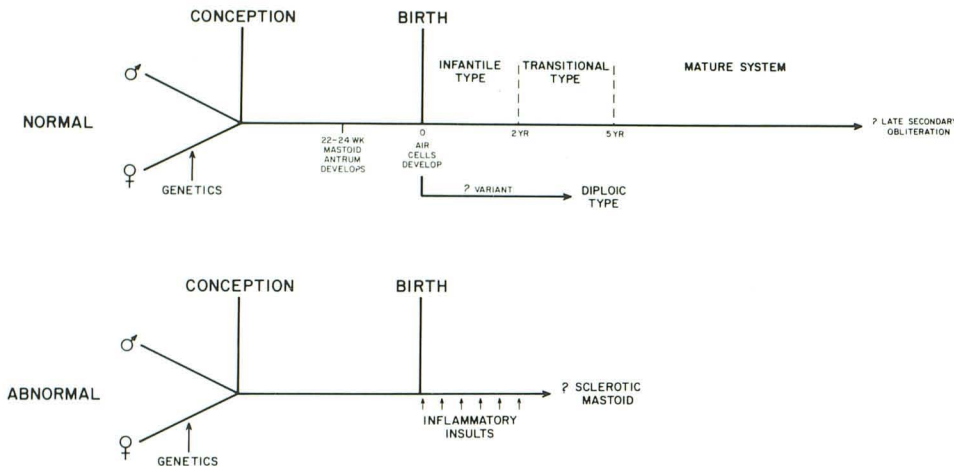 CONCEPTION
BIRTH
INFANTILE
TYPE
TRANSITIONAL
TYPE
MATURE SYSTEM
♂
NORMAL
0
2 YR
5 YR
? LATE SECONDARY
OBLITERATION
22-24 WK
MASTOID
ANTRUM
DEVELOPS
AIR
CELLS
DEVELOP
♀
GENETICS
? VARIANT
DIPLOIC
TYPE
CONCEPTION
BIRTH
♂
ABNORMAL
? SCLEROTIC
MASTOID
INFLAMMATORY
INSULTS
♀
GENETICS